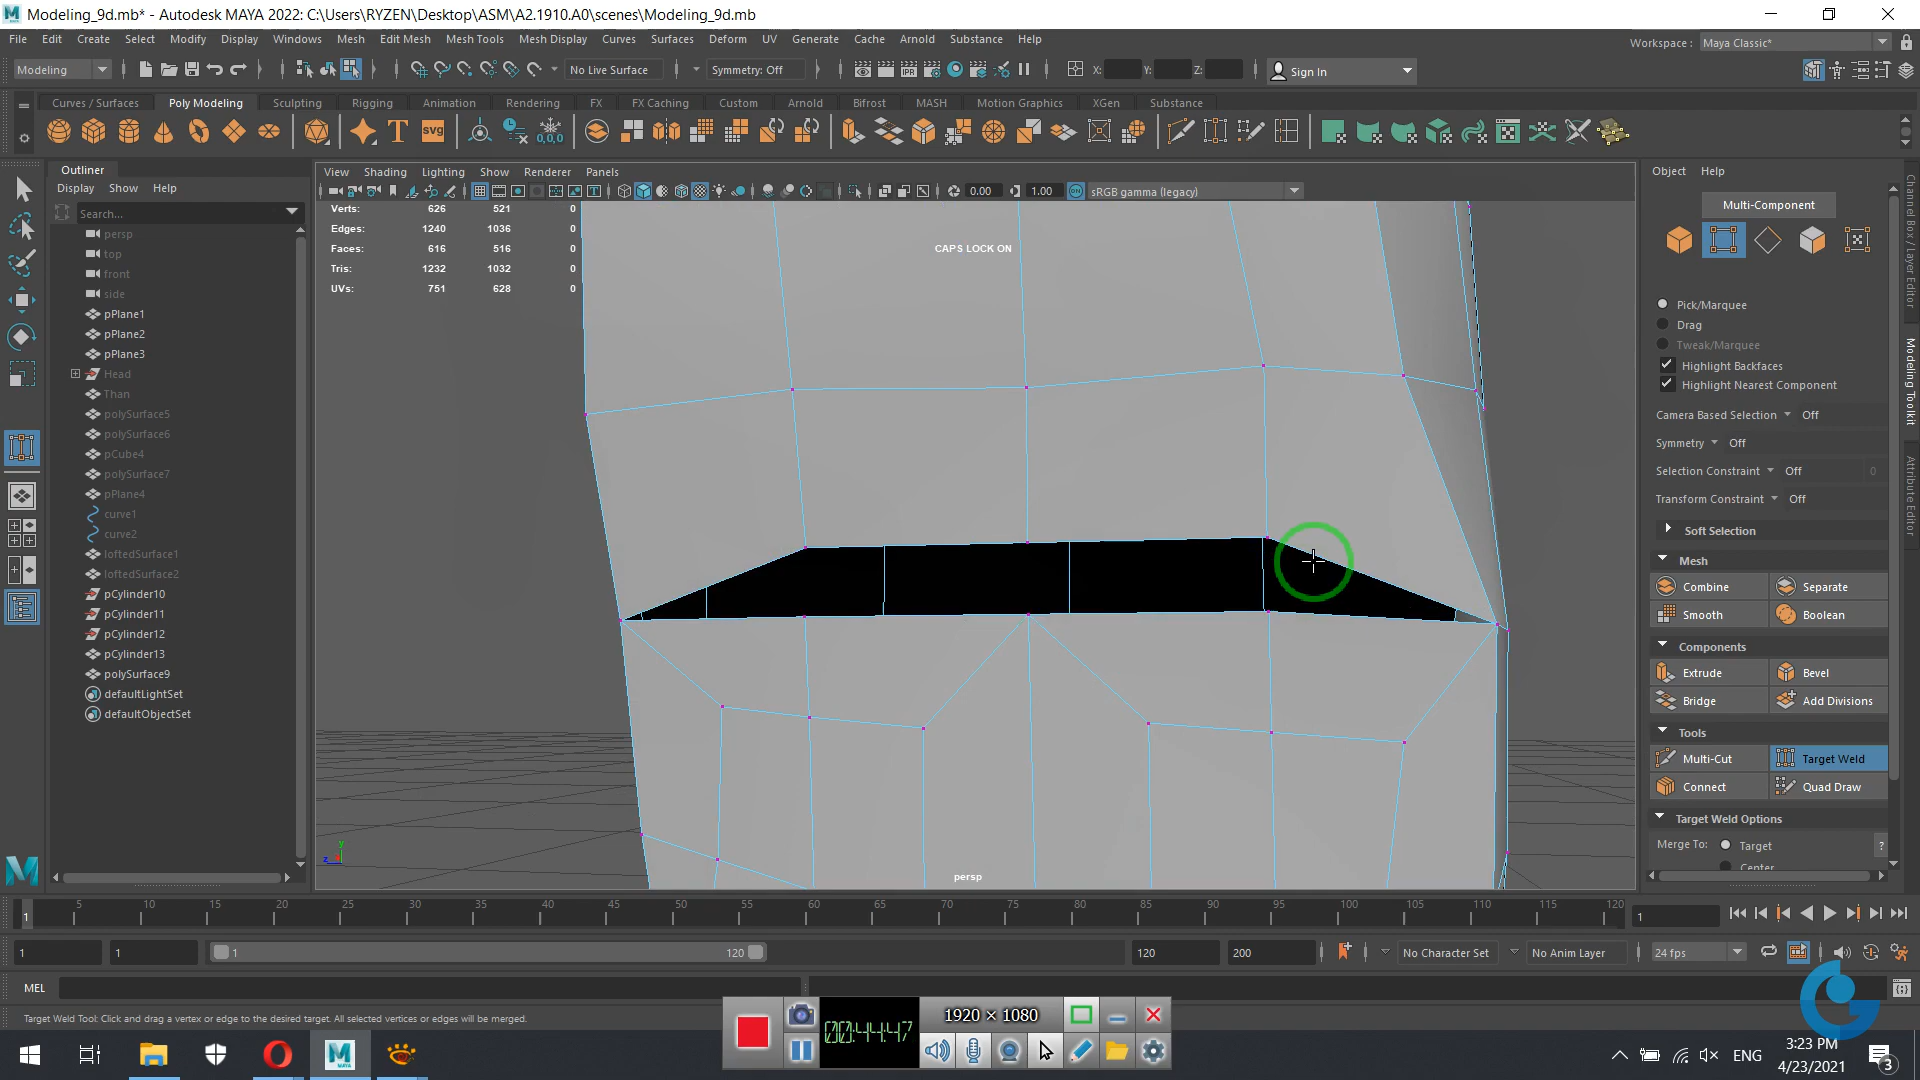 Modeling_9d.mb* - Autodesk MAYA 2022: C:\Users\RYZEN\Desktop\ASM\A2.1910.A0\scenes\Modeling_9d.mb
File Edit Create Select Modify Display Windows Mesh Edit Mesh Mesh Tools Mesh Display Curves Surfaces Deform UV Generate Cache Arnold Substance Help
Workspace : Maya Classic*
Modeling No Live Surface Symmetry: Off X: Y: Z: Sign In
Curves / Surfaces Poly Modeling Sculpting Rigging Animation Rendering FX FX Caching Custom Arnold Bifrost MASH Motion Graphics XGen Substance
T svg 0,0,0
IPR
Outliner
Display Show Help
Search...
persp
top
front
side
pPlane1
pPlane2
pPlane3
Head
Than
polySurface5
polySurface6
pCube4
polySurface7
pPlane4
curve1
curve2
loftedSurface1
loftedSurface2
pCylinder10
pCylinder11
pCylinder12
pCylinder13
polySurface9
defaultLightSet
defaultObjectSet
View Shading Lighting Show Renderer Panels
0.00 1.00 ON sRGB gamma (legacy)
Verts: 626 521 0
Edges: 1240 1036 0
Faces: 616 516 0
Tris: 1232 1032 0
UVs: 751 628 0
CAPS LOCK ON
y
z
persp
Object Help
Multi-Component
Pick/Marquee
Drag
Tweak/Marquee
Highlight Backfaces
Highlight Nearest Component
Camera Based Selection Off
Symmetry Off
Selection Constraint Off 0
Transform Constraint Off
Soft Selection
Mesh
Combine Separate
Smooth Boolean
Components
Extrude Bevel
Bridge Add Divisions
Tools
Multi-Cut Target Weld
Connect Quad Draw
Target Weld Options
Merge To: Target ?
Center
Channel Box / Layer Editor
Modeling Toolkit
Attribute Editor
1 5 10 15 20 25 30 35 40 45 50 55 60 65 70 75 80 85 90 95 100 105 110 115 120
1
1 1 1 120 120 200 No Character Set No Anim Layer 24 fps
MEL
Target Weld Tool: Click and drag a vertex or edge to the desired target. All selected vertices or edges will be merged.
00:44:47
1920 × 1080
ENG
3:23 PM
4/23/2021
3